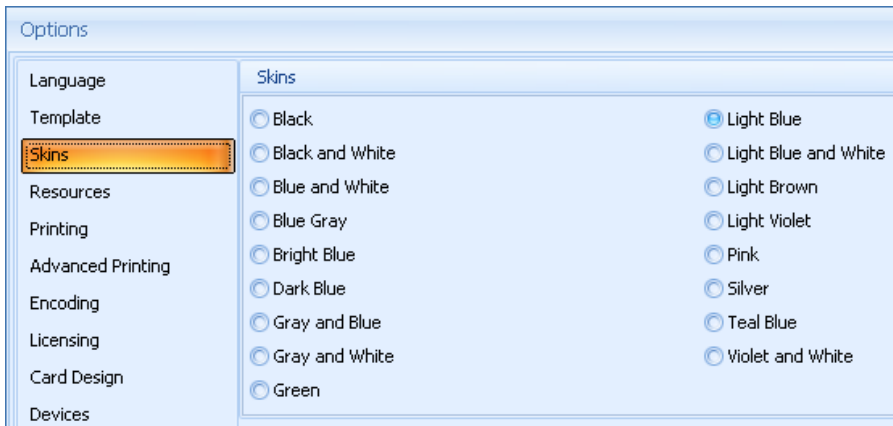 Options
Language
Template
Skins
Resources
Printing
Advanced Printing
Encoding
Licensing
Card Design
Devices
Skins
Black
Black and White
Blue and White
Blue Gray
Bright Blue
Dark Blue
Gray and Blue
Gray and White
Green
Light Blue
Light Blue and White
Light Brown
Light Violet
Pink
Silver
Teal Blue
Violet and White